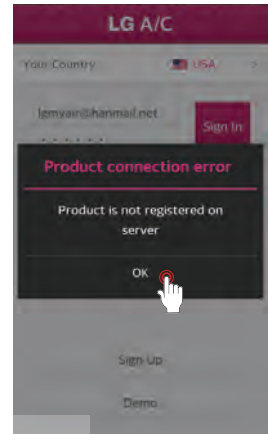 LG A/C
Your Country USA >
lgmyair@hanmail.net
Sign In
Product connection error
Product is not registered on
server
OK
Sign Up
Demo